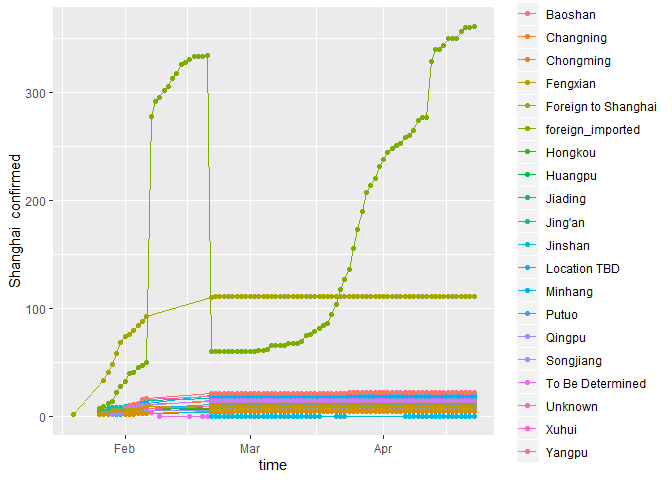 300
200
100
0
Shanghai confirmed
Feb
Mar
Apr
time
Baoshan
Changning
Chongming
Fengxian
Foreign to Shanghai
foreign_imported
Hongkou
Huangpu
Jiading
Jing'an
Jinshan
Location TBD
Minhang
Putuo
Qingpu
Songjiang
To Be Determined
Unknown
Xuhui
Yangpu